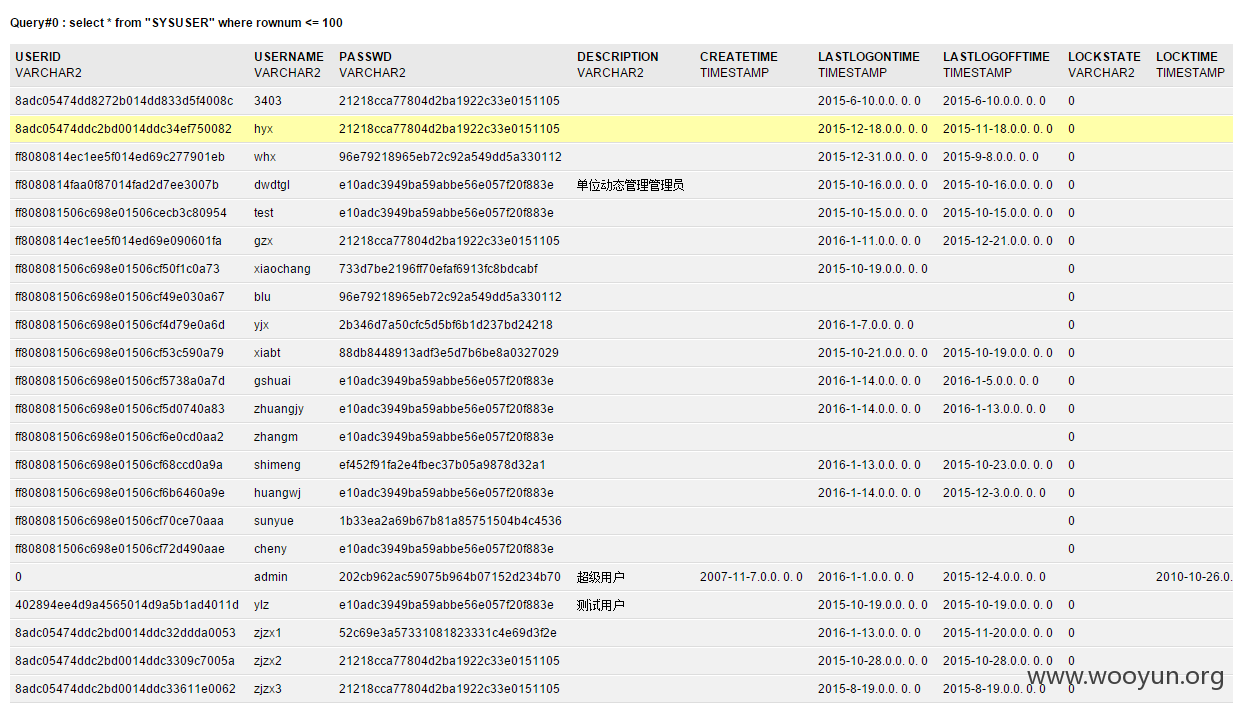 Query#0 : select * from "SYSUSER" where rownum <= 100
USERID USERNAME PASSWD DESCRIPTION CREATETIME LASTLOGONTIME LASTLOGOFFTIME LOCKSTATE LOCKTIME
VARCHAR2 VARCHAR2 VARCHAR2 VARCHAR2 TIMESTAMP TIMESTAMP TIMESTAMP VARCHAR2 TIMESTAMP
8adc05474dd8272b014dd833d5f4008c 3403 21218cca77804d2ba1922c33e0151105 2015-6-10.0.0. 0. 0 2015-6-10.0.0. 0. 0 0
8adc05474ddc2bd0014ddc34ef750082 hyx 21218cca77804d2ba1922c33e0151105 2015-12-18.0.0. 0. 0 2015-11-18.0.0. 0. 0 0
ff8080814ec1ee5f014ed69c277901eb whx 96e79218965eb72c92a549dd5a330112 2015-12-31.0.0. 0. 0 2015-9-8.0.0. 0. 0 0
ff8080814faa0f87014fad2d7ee3007b dwdtgl e10adc3949ba59abbe56e057f20f883e 单位动态管理管理员 2015-10-16.0.0. 0. 0 2015-10-16.0.0. 0. 0 0
ff808081506c698e01506cecb3c80954 test e10adc3949ba59abbe56e057f20f883e 2015-10-15.0.0. 0. 0 2015-10-15.0.0. 0. 0 0
ff8080814ec1ee5f014ed69e090601fa gzx 21218cca77804d2ba1922c33e0151105 2016-1-11.0.0. 0. 0 2015-12-21.0.0. 0. 0 0
ff808081506c698e01506cf50f1c0a73 xiaochang 733d7be2196ff70efaf6913fc8bdcabf 2015-10-19.0.0. 0. 0 0
ff808081506c698e01506cf49e030a67 blu 96e79218965eb72c92a549dd5a330112 0
ff808081506c698e01506cf4d79e0a6d yjx 2b346d7a50cfc5d5bf6b1d237bd24218 2016-1-7.0.0. 0. 0 0
ff808081506c698e01506cf53c590a79 xiabt 88db8448913adf3e5d7b6be8a0327029 2015-10-21.0.0. 0. 0 2015-10-19.0.0. 0. 0 0
ff808081506c698e01506cf5738a0a7d gshuai e10adc3949ba59abbe56e057f20f883e 2016-1-14.0.0. 0. 0 2016-1-5.0.0. 0. 0 0
ff808081506c698e01506cf5d0740a83 zhuangjy e10adc3949ba59abbe56e057f20f883e 2016-1-14.0.0. 0. 0 2016-1-13.0.0. 0. 0 0
ff808081506c698e01506cf6e0cd0aa2 zhangm e10adc3949ba59abbe56e057f20f883e 0
ff808081506c698e01506cf68ccd0a9a shimeng ef452f91fa2e4fbec37b05a9878d32a1 2016-1-13.0.0. 0. 0 2015-10-23.0.0. 0. 0 0
ff808081506c698e01506cf6b6460a9e huangwj e10adc3949ba59abbe56e057f20f883e 2016-1-14.0.0. 0. 0 2015-12-3.0.0. 0. 0 0
ff808081506c698e01506cf70ce70aaa sunyue 1b33ea2a69b67b81a85751504b4c4536 0
ff808081506c698e01506cf72d490aae cheny e10adc3949ba59abbe56e057f20f883e 0
0 admin 202cb962ac59075b964b07152d234b70 超级用户 2007-11-7.0.0. 0. 0 2016-1-1.0.0. 0. 0 2015-12-4.0.0. 0. 0 2010-10-26.0.
402894ee4d9a4565014d9a5b1ad4011d ylz e10adc3949ba59abbe56e057f20f883e 测试用户 2015-10-19.0.0. 0. 0 2015-10-19.0.0. 0. 0 0
8adc05474ddc2bd0014ddc32ddda0053 zjzx1 52c69e3a57331081823331c4e69d3f2e 2016-1-13.0.0. 0. 0 2015-11-20.0.0. 0. 0 0
8adc05474ddc2bd0014ddc3309c7005a zjzx2 21218cca77804d2ba1922c33e0151105 2015-10-28.0.0. 0. 0 2015-10-28.0.0. 0. 0 0
8adc05474ddc2bd0014ddc33611e0062 zjzx3 21218cca77804d2ba1922c33e0151105 2015-8-19.0.0. 0. 0 2015-8-19.0.0. 0. 0 0
www.wooyun.org